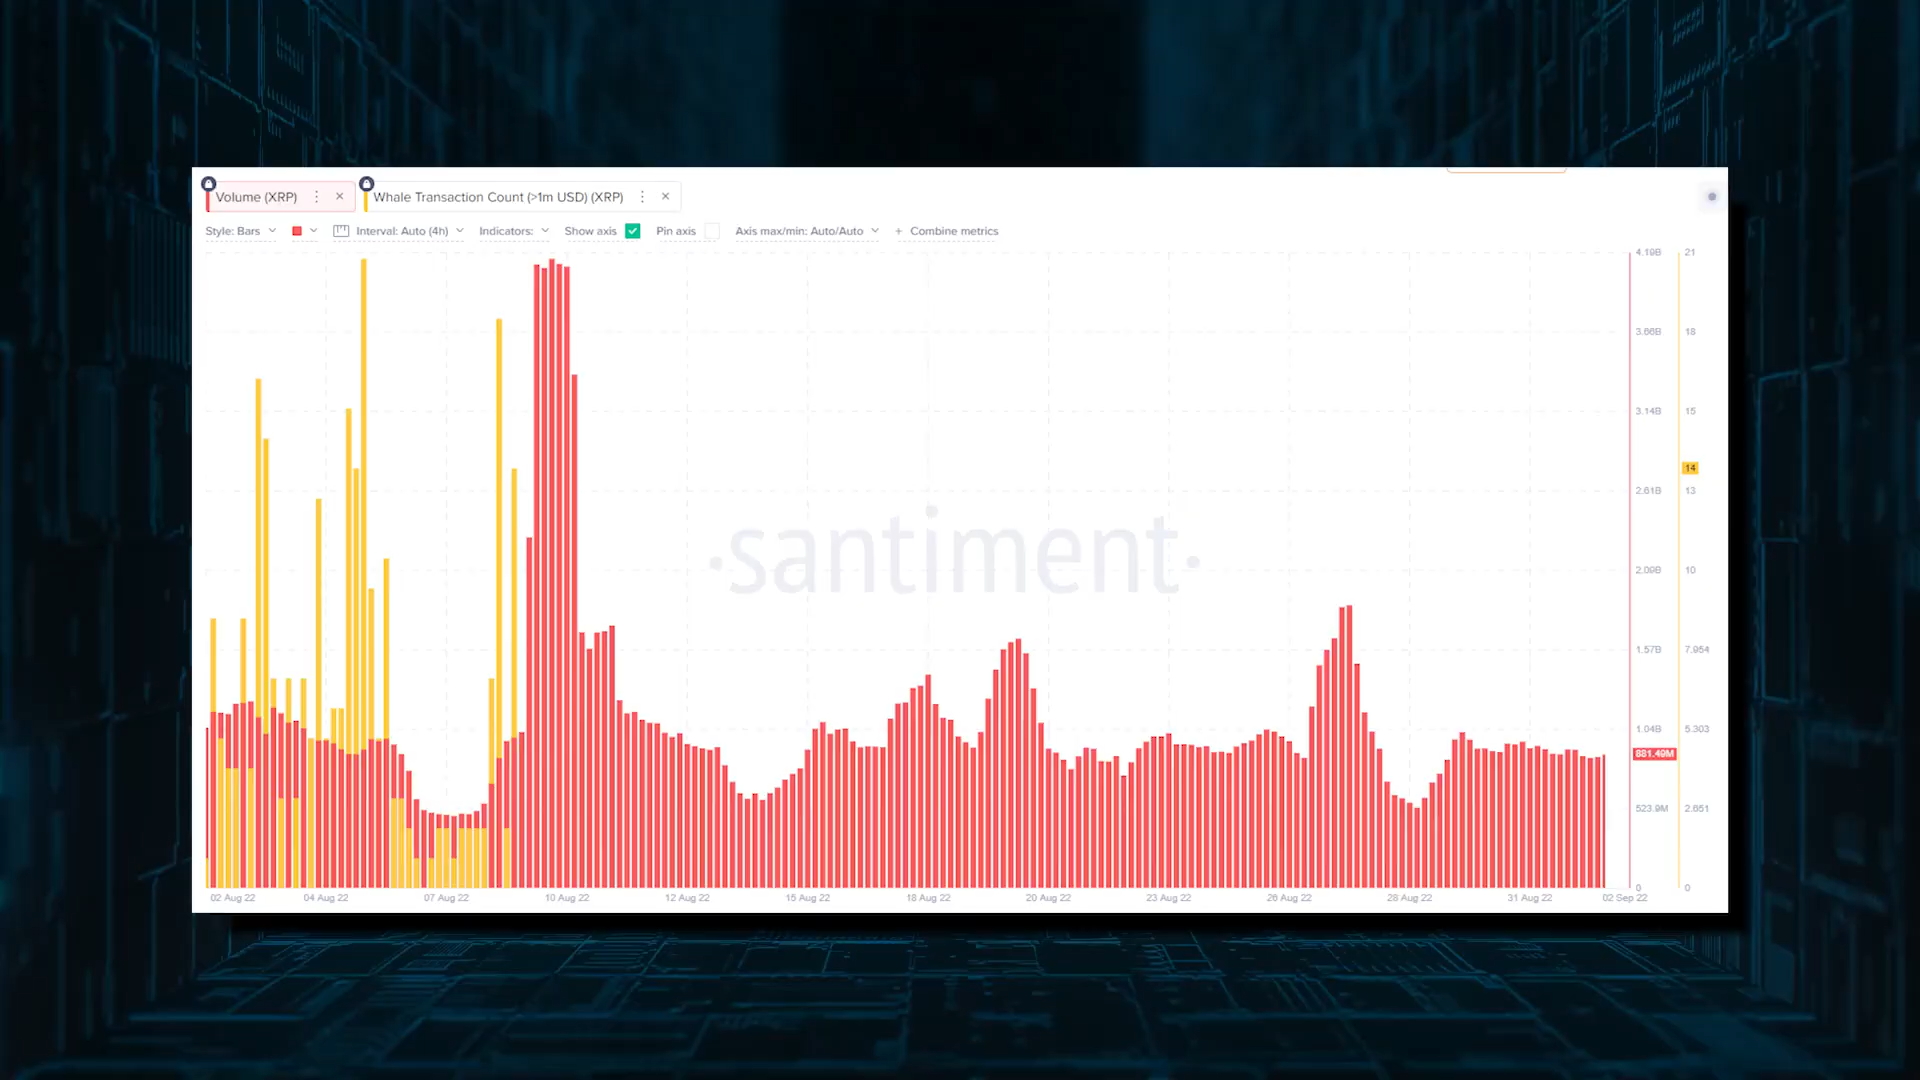 Volume (XRP) Whale Transaction Count (>1m USD) (XRP)
Style: Bars Interval: Auto (4h) Indicators: Show axis Pin axis Axis max/min: Auto/Auto + Combine metrics
4.19B 21
3.66B 18
3.14B 15
14
2.61B 13
·santiment·
2.09B 10
1.57B 7.954
1.04B 5.303
881.49M
523.9M 2.651
0 0
02 Aug 22 04 Aug 22 07 Aug 22 10 Aug 22 12 Aug 22 15 Aug 22 18 Aug 22 20 Aug 22 23 Aug 22 26 Aug 22 28 Aug 22 31 Aug 22 02 Sep 22